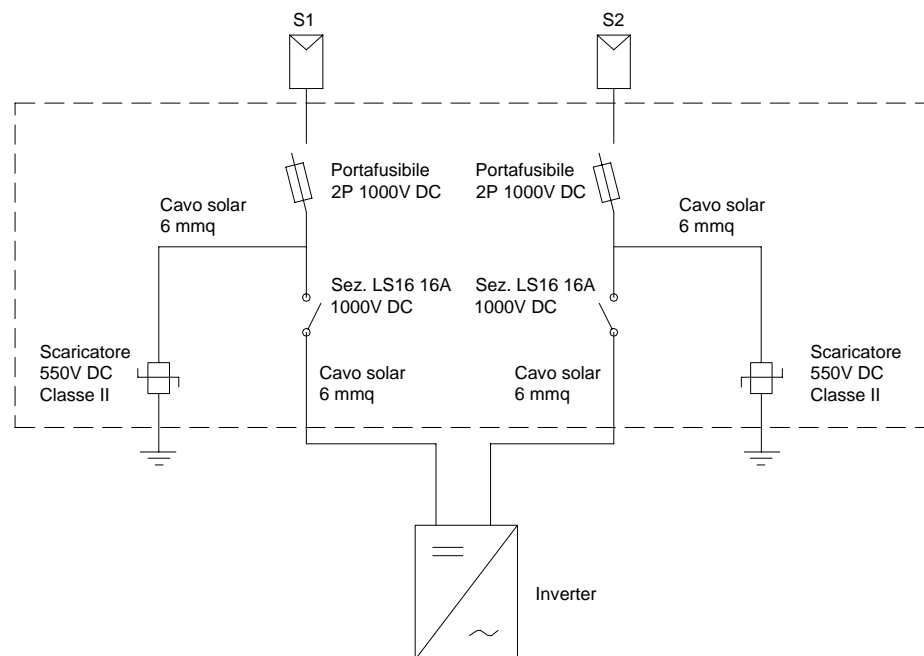 S1
S2
Portafusibile
2P 1000V DC
Portafusibile
2P 1000V DC
Cavo solar
6 mmq
Cavo solar
6 mmq
Sez. LS16 16A
1000V DC
Sez. LS16 16A
1000V DC
Scaricatore
550V DC
Classe II
Cavo solar
6 mmq
Cavo solar
6 mmq
Scaricatore
550V DC
Classe II
Inverter